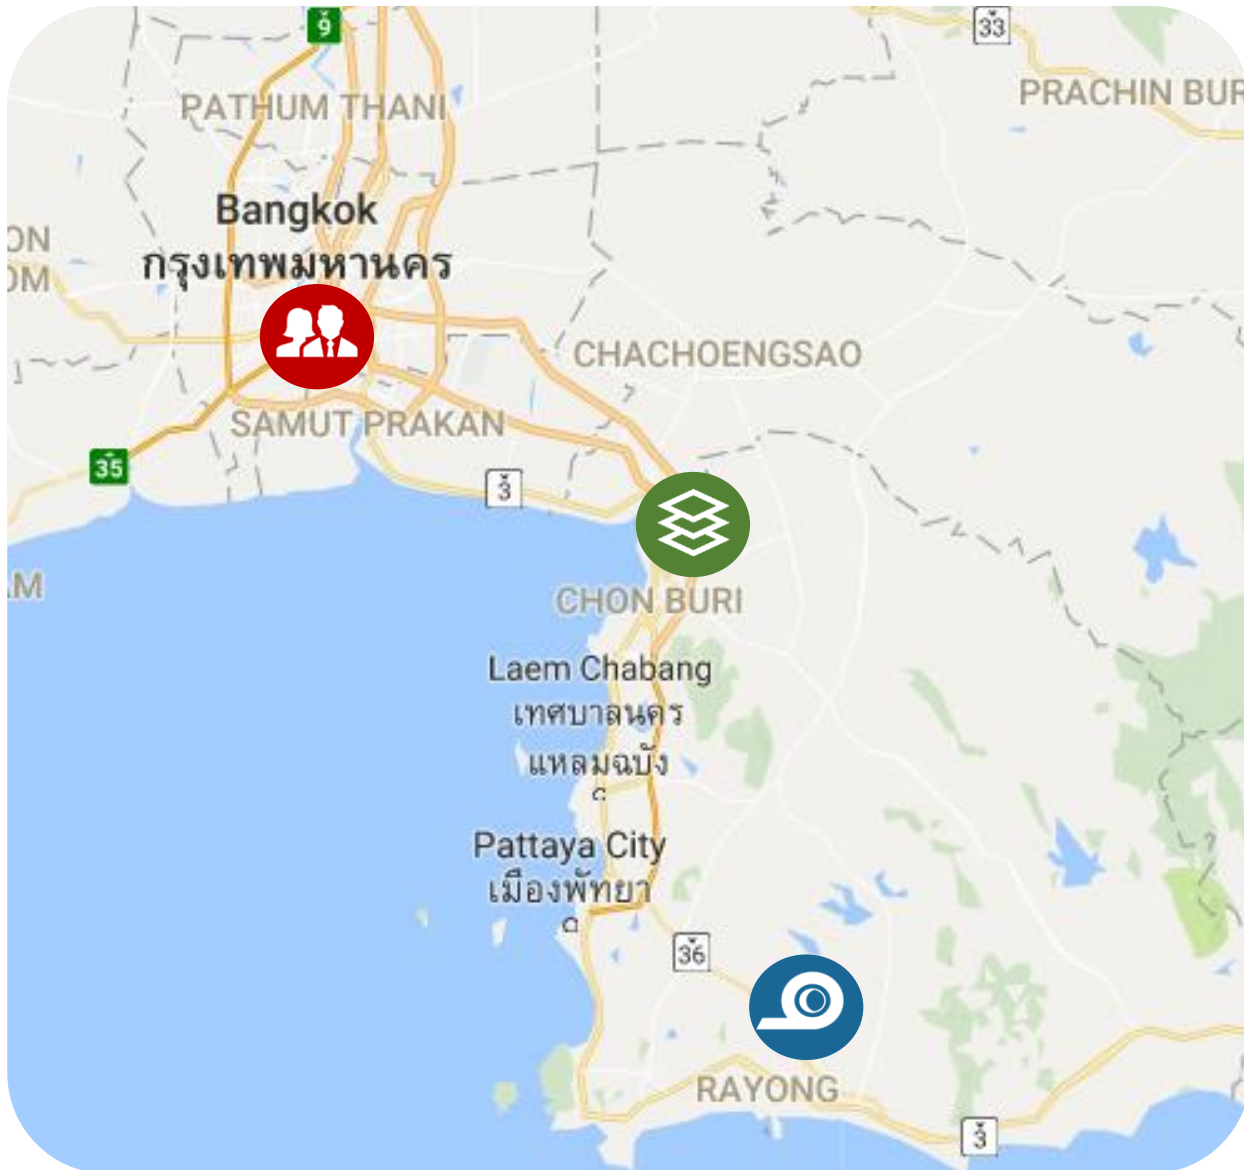 9
33
PATHUM THANI
PRACHIN BUR
Bangkok
กรุงเทพมหานคร
ON
OM
CHACHOENGSAO
SAMUT PRAKAN
35
3
AM
CHON BURI
Laem Chabang
เทศบาลนคร
แหลมฉบัง
Pattaya City
เมืองพัทยา
36
RAYONG
3